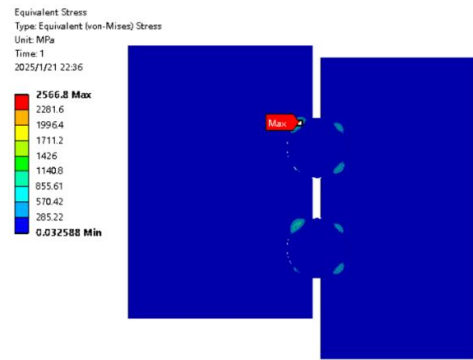 Equivalent Stress
Type: Equivalent (von-Mises) Stress
Unit: MPa
Time: 1
2025/1/21 22:36
2566.8 Max
2281.6
1996.4
1711.2
1426
1140.8
855.61
570.42
285.22
0.032588 Min
Max